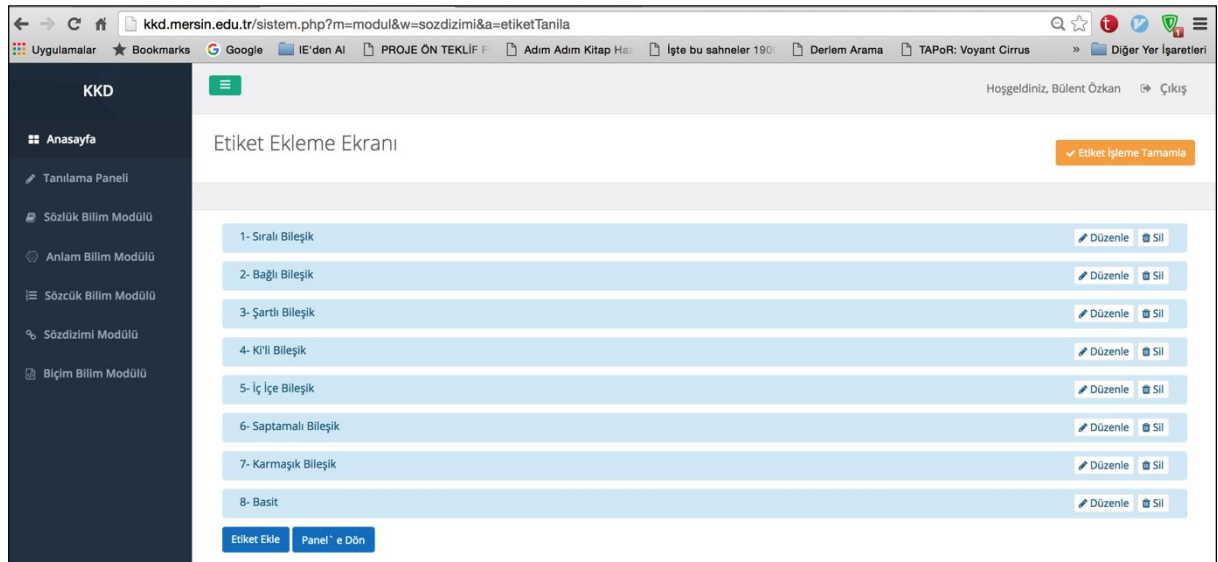 kkd.mersin.edu.tr/sistem.php?m=modul&w=sozdizimi&a=etiketTanila
Uygulamalar Bookmarks Google IE'den Al PROJE ÖN TEKLİF F Adım Adım Kitap Haz İşte bu sahneler 190 Derlem Arama TAPoR: Voyant Cirrus » Diğer Yer İşaretleri
KKD
Hoşgeldiniz, Bülent Özkan Çıkış
Anasayfa
Etiket Ekleme Ekranı
Etiket İşleme Tamamla
Tanılama Paneli
Sözlük Bilim Modülü
Anlam Bilim Modülü
Sözcük Bilim Modülü
Sözdizimi Modülü
Biçim Bilim Modülü
1- Sıralı Bileşik Düzenle Sil
2- Bağlı Bileşik Düzenle Sil
3- Şartlı Bileşik Düzenle Sil
4- Ki'li Bileşik Düzenle Sil
5- İç İçe Bileşik Düzenle Sil
6- Saptamalı Bileşik Düzenle Sil
7- Karmaşık Bileşik Düzenle Sil
8- Basit Düzenle Sil
Etiket Ekle Panel` e Dön